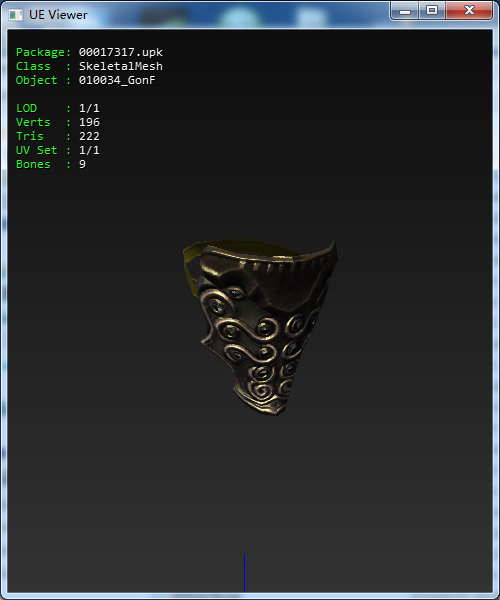 UE Viewer
Package: 00017317.upk
Class : SkeletalMesh
Object : 010034_GonF
LOD : 1/1
Verts : 196
Tris : 222
UV Set : 1/1
Bones : 9